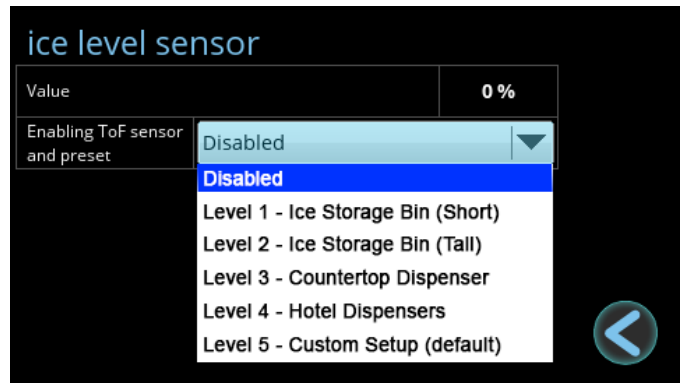 ice level sensor
Value
0 %
Enabling ToF sensor
and preset
Disabled
Disabled
Level 1 - Ice Storage Bin (Short)
Level 2 - Ice Storage Bin (Tall)
Level 3 - Countertop Dispenser
Level 4 - Hotel Dispensers
Level 5 - Custom Setup (default)